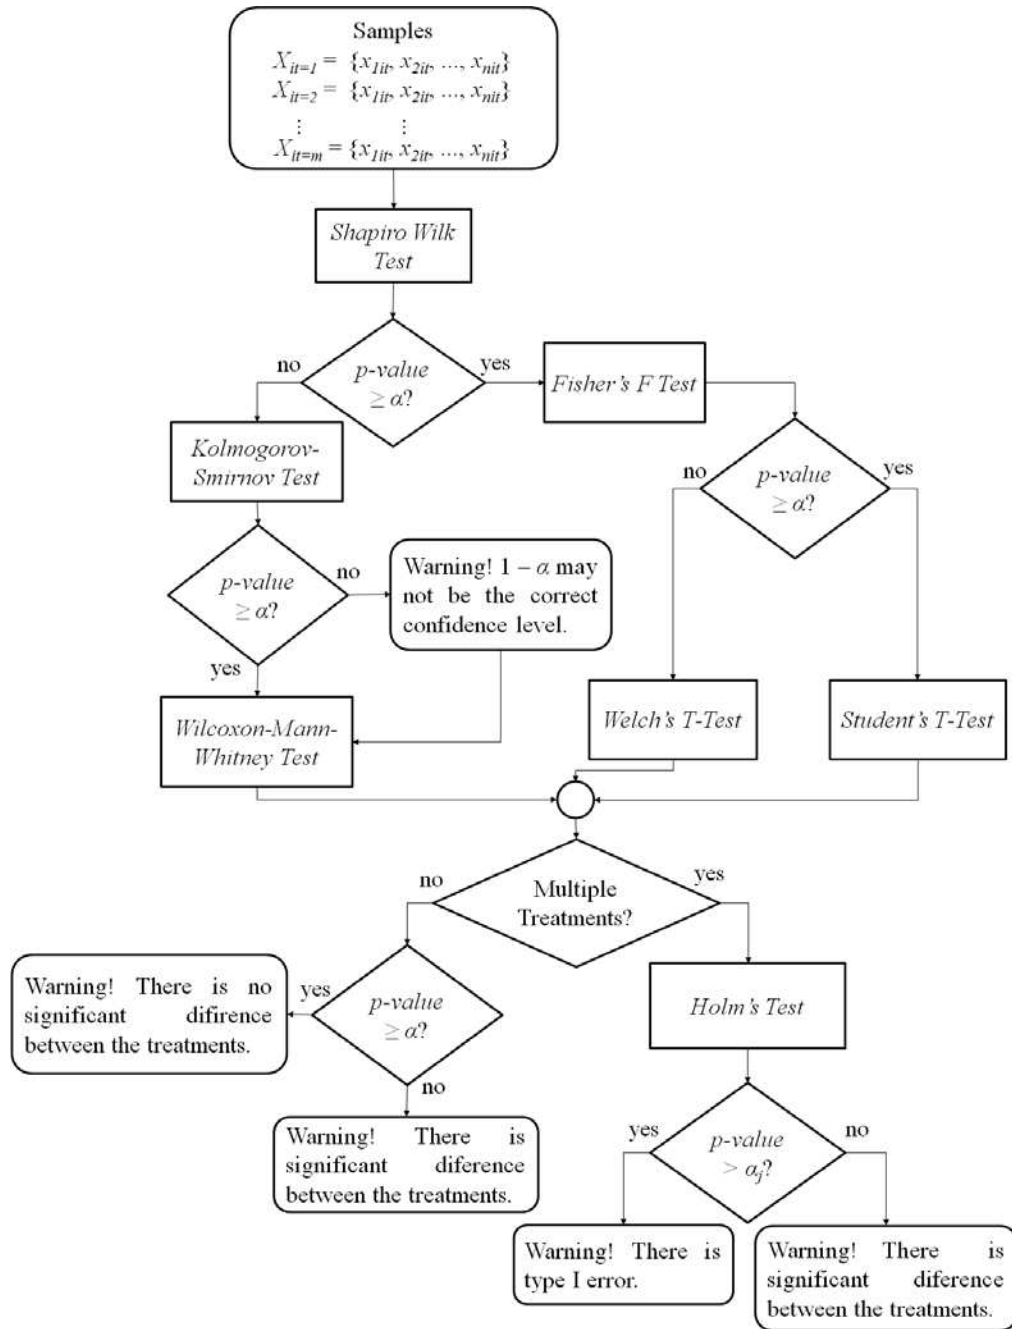 Samples
X_{it=1} = {x_{1it}, x_{2it}, ..., x_{nit}}
X_{it=2} = {x_{1it}, x_{2it}, ..., x_{nit}}
⋮ ⋮
X_{it=m} = {x_{1it}, x_{2it}, ..., x_{nit}}
Shapiro Wilk
Test
no
p-value
≥ α?
yes
Fisher's F Test
Kolmogorov-
Smirnov Test
no
p-value
≥ α?
yes
p-value
≥ α?
no
yes
Warning! 1 – α may
not be the correct
confidence level.
Wilcoxon-Mann-
Whitney Test
Welch's T-Test
Student's T-Test
no
Multiple
Treatments?
yes
Warning! There is no
significant difirence
between the treatments.
yes
p-value
≥ α?
no
Holm's Test
Warning! There is
significant diference
between the treatments.
yes
p-value
> α_j?
no
Warning! There is
type I error.
Warning! There is
significant diference
between the treatments.